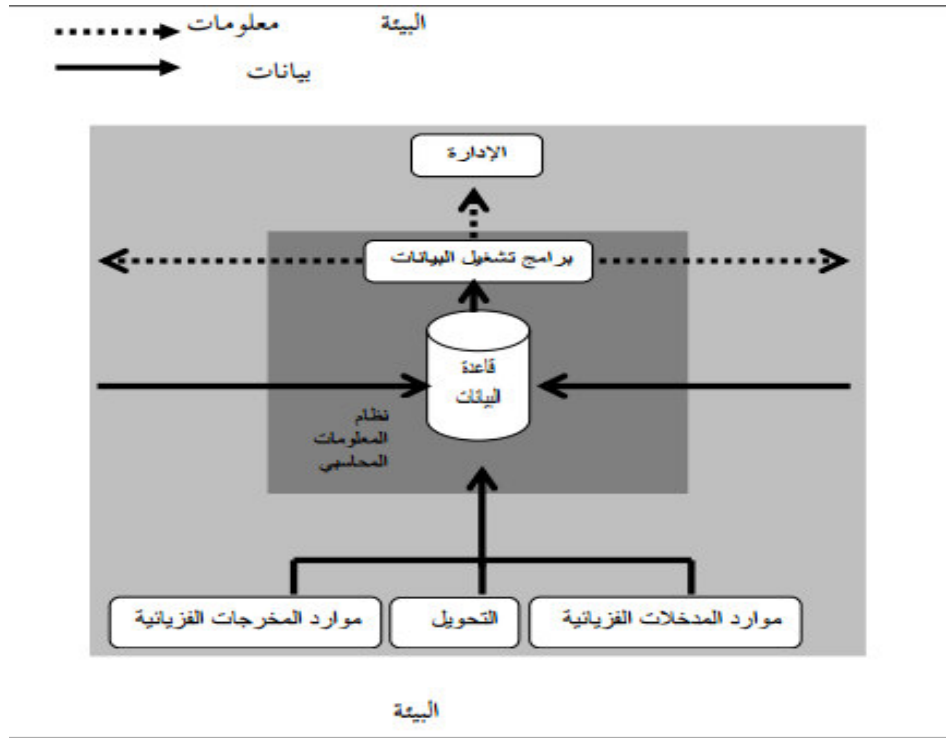 البيئة
معلومات
بيانات
الإدارة
برامج تشغيل البيانات
قاعدة
البيانات
نظام
المعلومات
المحاسبي
موارد المدخلات الفزيائية
التحويل
موارد المخرجات الفزيائية
البيئة